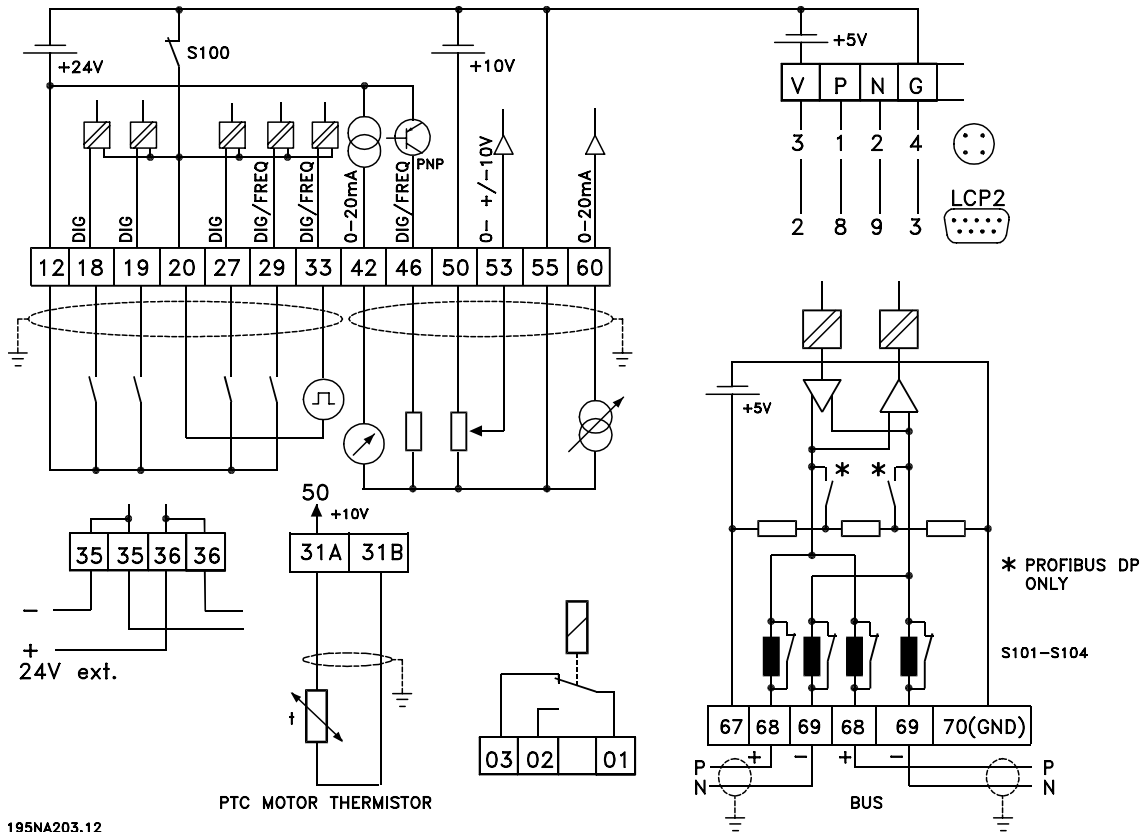 +24V
S100
+10V
+5V
V P N G
3 1 2 4
2 8 9 3
LCP2
PNP
DIG
DIG
DIG
DIG/FREQ
DIG/FREQ
0-20mA
DIG/FREQ
0- +/-10V
0-20mA
12 18 19 20 27 29 33 42 46 50 53 55 60
+5V
* *
* PROFIBUS DP
ONLY
S101-S104
67 68 69 68 69 70(GND)
+ - + -
P P
N N
BUS
35 35 36 36
-
+
24V ext.
50
+10V
31A 31B
t
PTC MOTOR THERMISTOR
03 02 01
195NA203.12